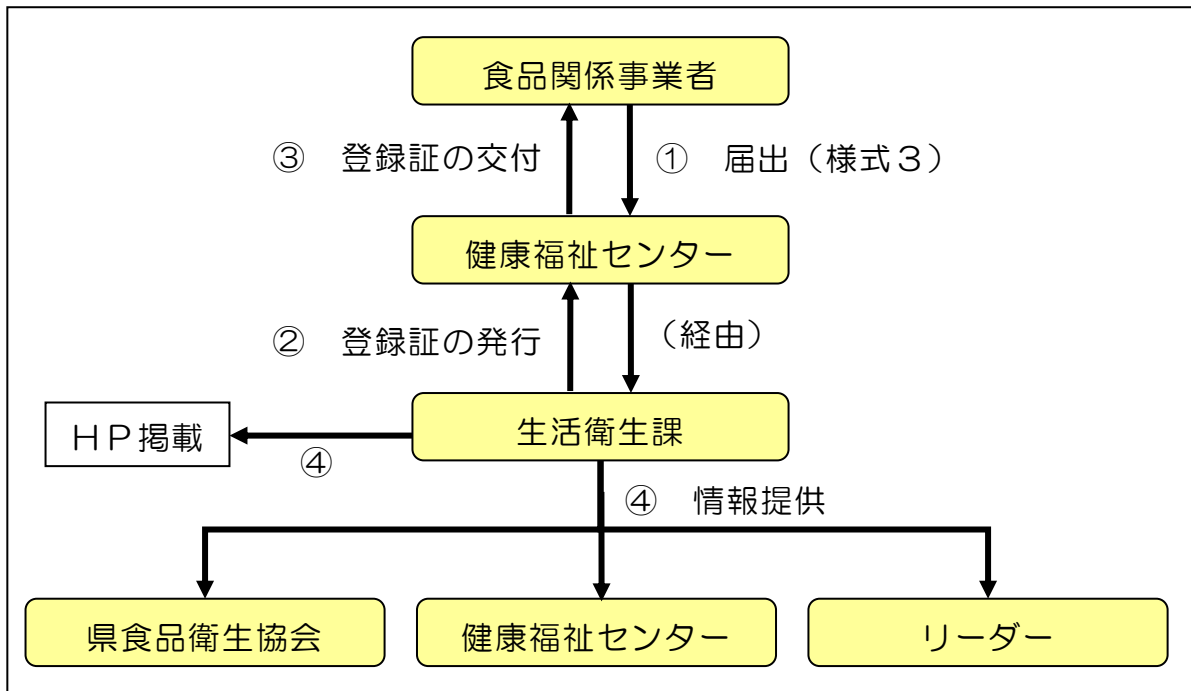 食品関係事業者
③　登録証の交付
①　届出（様式３）
健康福祉センター
②　登録証の発行
（経由）
生活衛生課
ＨＰ掲載
④
④　情報提供
県食品衛生協会
健康福祉センター
リーダー